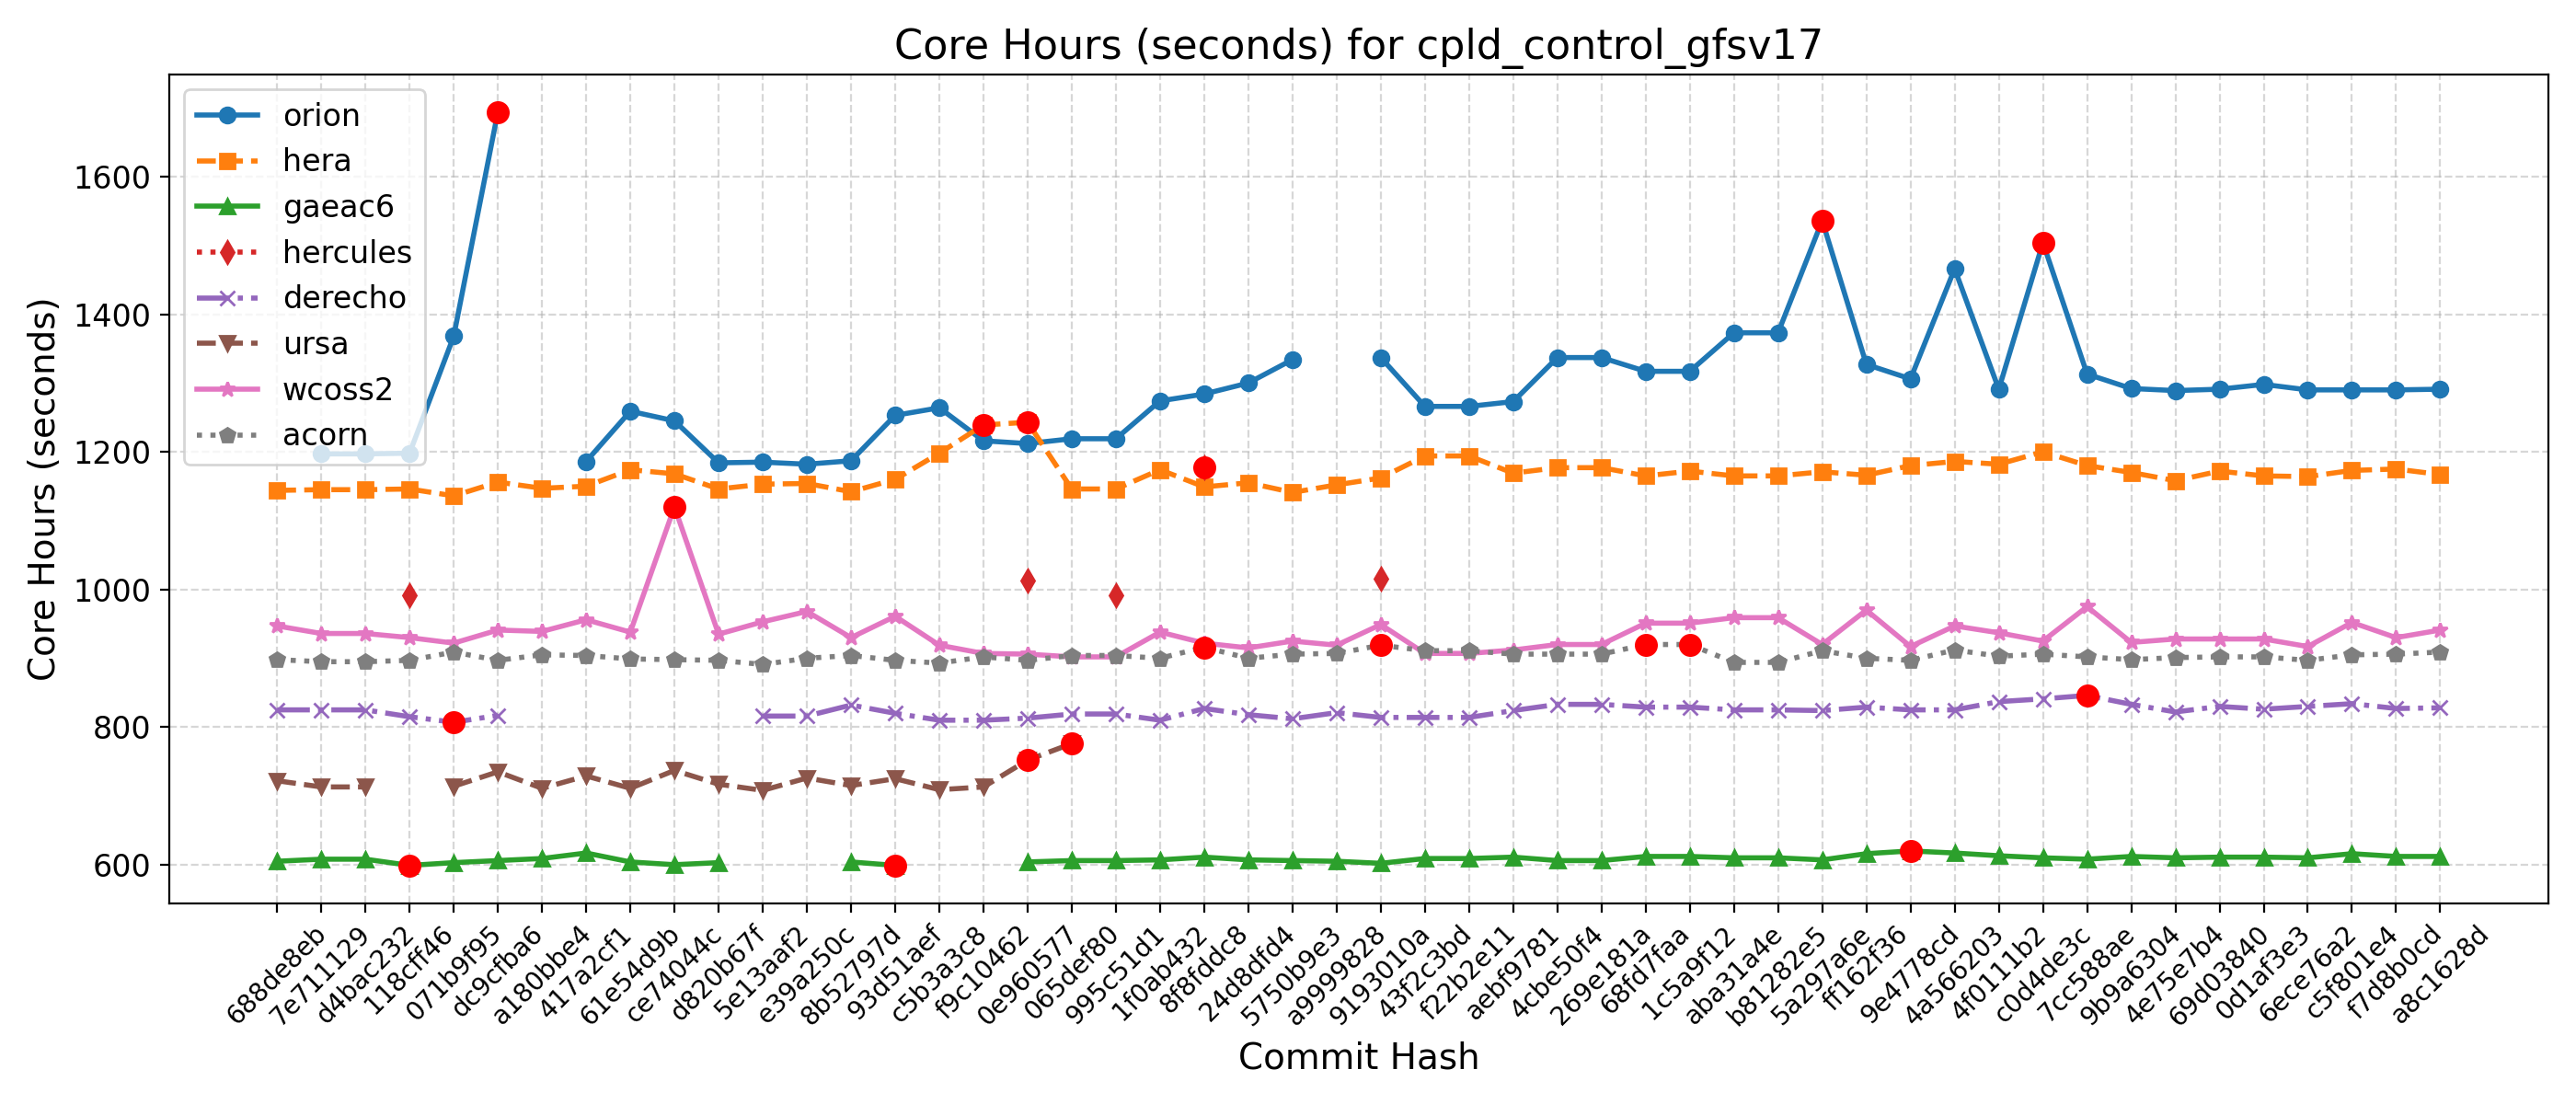 Core Hours (seconds) for cpld_control_gfsv17
orion
hera
gaeac6
hercules
derecho
ursa
wcoss2
acorn
Core Hours (seconds)
1600
1400
1200
1000
800
600
688de8eb
7e711129
d4bac232
118cff46
071b9f95
dc9cfba6
a180bbe4
417a2cf1
61e54d9b
ce74044c
d820b67f
5e13aaf2
e39a250c
8b52797d
93d51aef
c5b3a3c8
f9c10462
0e960577
065def80
995c51d1
1f0ab432
8f8fddc8
24d8dfd4
5750b9e3
a9999828
9193010a
43f2c3bd
f22b2e11
aebf9781
4cbe50f4
269e181a
68fd7faa
1c5a9f12
aba31a4e
b81282e5
5a297a6e
ff162f36
9e4778cd
4a566203
4f0111b2
c0d4de3c
7cc588ae
9b9a6304
4e75e7b4
69d03840
0d1af3e3
6ece76a2
c5f801e4
f7d8b0cd
a8c1628d
Commit Hash